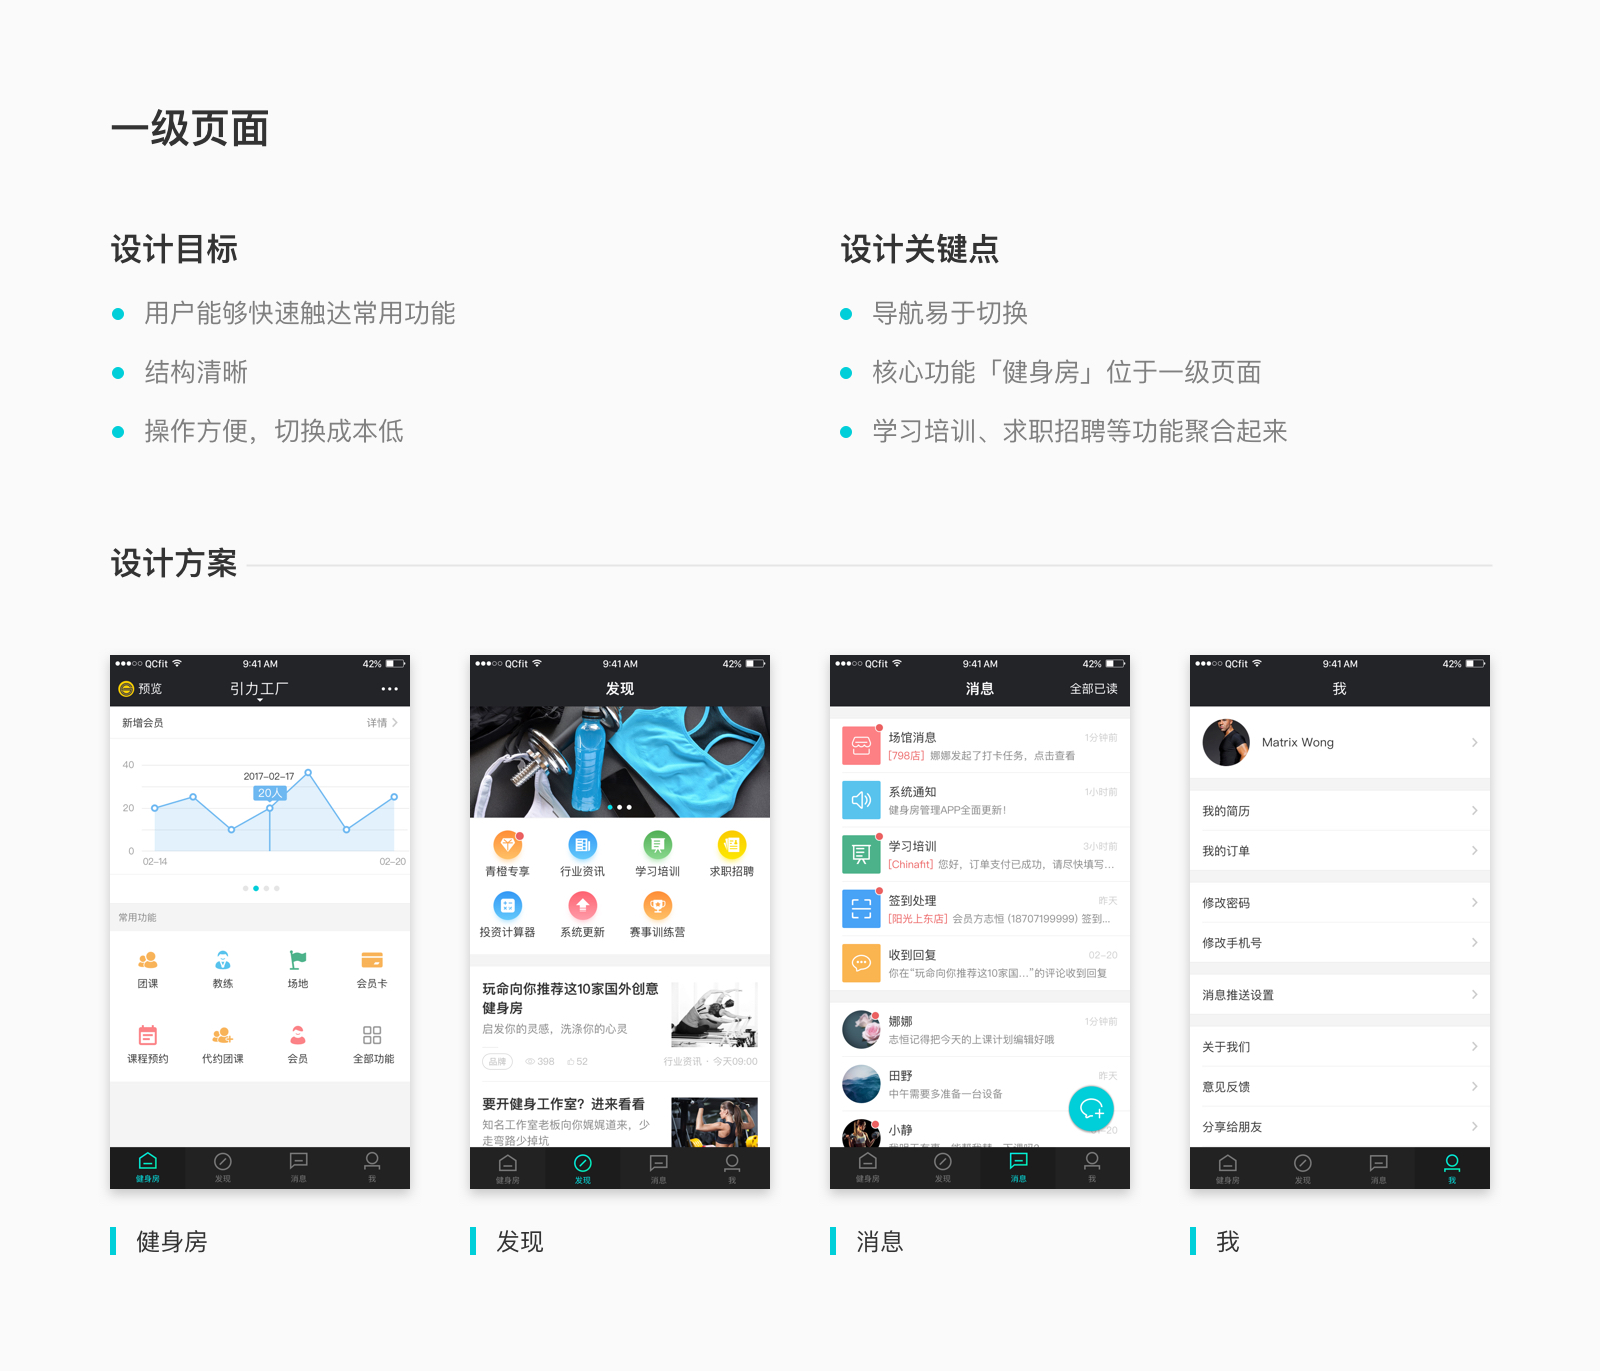 一级页面
设计目标
用户能够快速触达常用功能
结构清晰
操作方便，切换成本低
设计关键点
导航易于切换
核心功能「健身房」位于一级页面
学习培训、求职招聘等功能聚合起来
设计方案
QCfit 9:41 AM 42%
预览 引力工厂
新增会员 详情
40
2017-02-17
20人
20
0
02-14 02-20
常用功能
团课 教练 场地 会员卡
课程预约 代约团课 会员 全部功能
健身房 发现 消息 我
健身房
QCfit 9:41 AM 42%
发现
青橙专享 行业资讯 学习培训 求职招聘
投资计算器 系统更新 赛事训练营
玩命向你推荐这10家国外创意
健身房
启发你的灵感，洗涤你的心灵
品牌 398 52 行业资讯 · 今天09:00
要开健身工作室？进来看看
知名工作室老板向你娓娓道来，少
走弯路少掉坑
健身房 发现 消息 我
发现
QCfit 9:41 AM 42%
消息 全部已读
场馆消息 1分钟前
[798店] 娜娜发起了打卡任务，点击查看
系统通知 1小时前
健身房管理APP全面更新！
学习培训 3小时前
[Chinafit] 您好，订单支付已成功，请尽快填写...
签到处理 昨天
[阳光上东店] 会员方志恒 (18707199999) 签到...
收到回复 02-20
你在“玩命向你推荐这10家国...”的评论收到回复
娜娜 1分钟前
志恒记得把今天的上课计划编辑好哦
田野 昨天
中午需要多准备一台设备
小静 -20
健身房 发现 消息 我
消息
QCfit 9:41 AM 42%
我
Matrix Wong
我的简历
我的订单
修改密码
修改手机号
消息推送设置
关于我们
意见反馈
分享给朋友
健身房 发现 消息 我
我